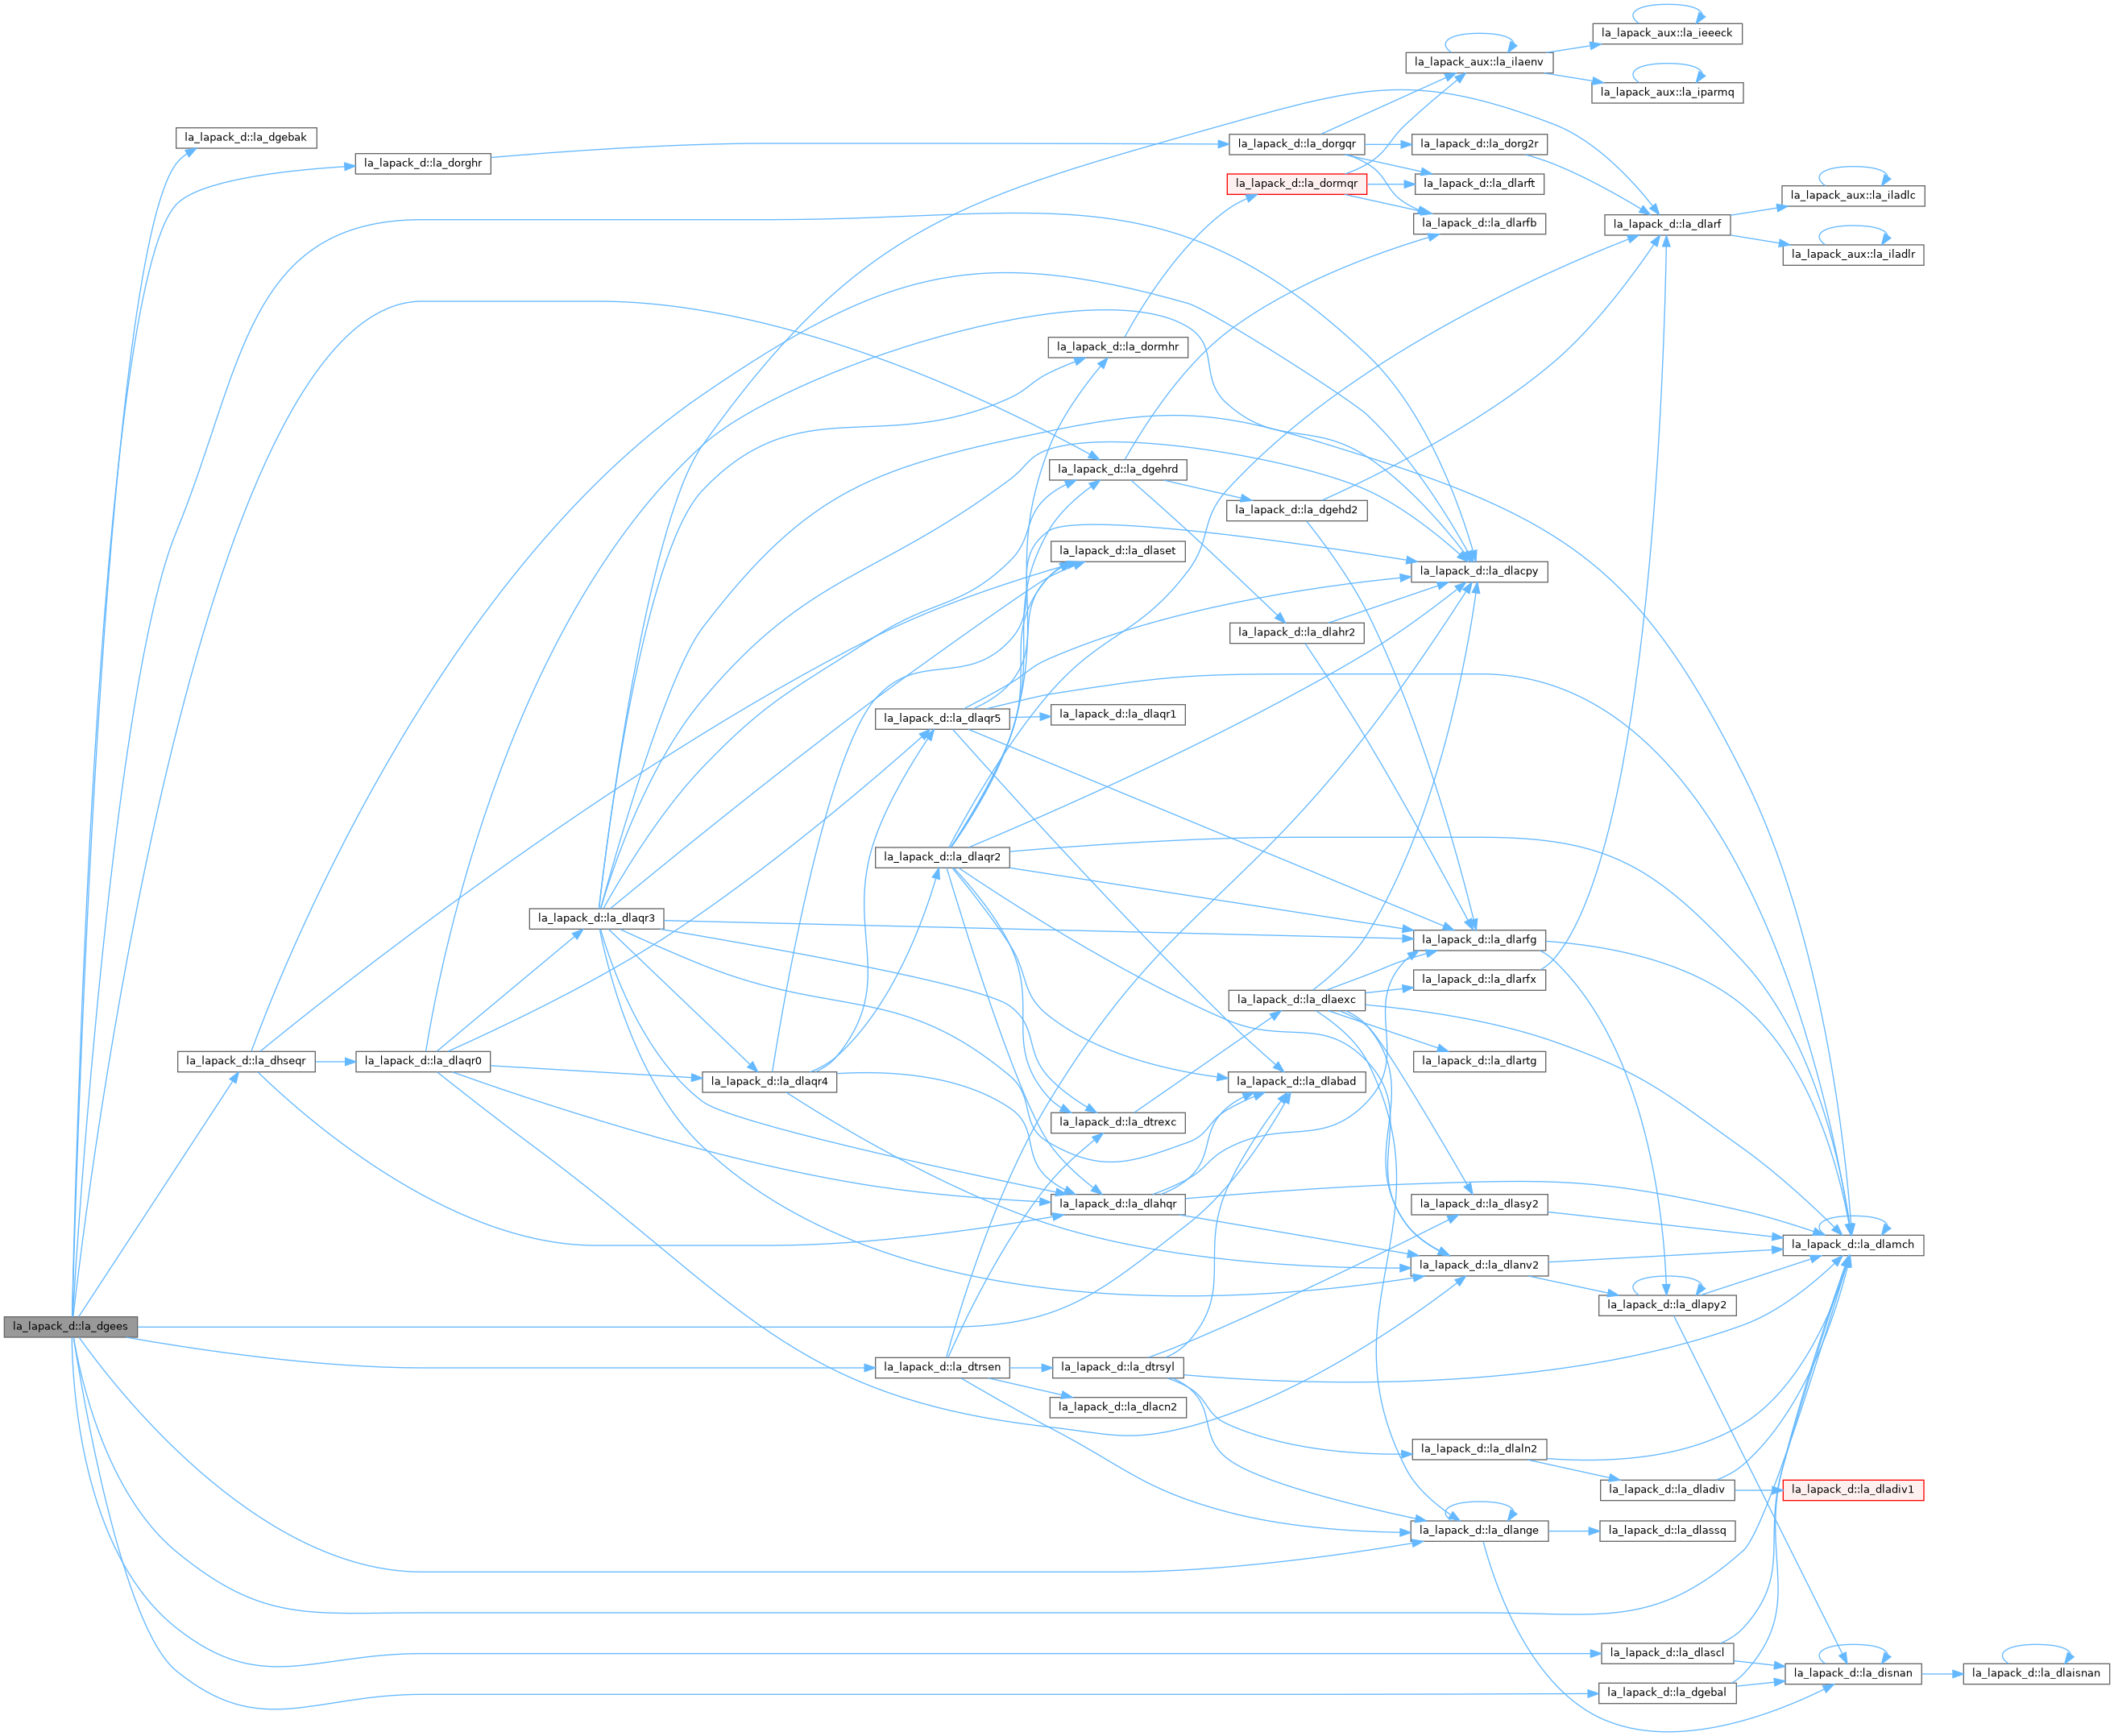 la_lapack_aux::la_ieeeck
la_lapack_aux::la_ilaenv
la_lapack_aux::la_iparmq
la_lapack_d::la_dgebak
la_lapack_d::la_dorghr
la_lapack_d::la_dorgqr
la_lapack_d::la_dorg2r
la_lapack_d::la_dormqr
la_lapack_d::la_dlarft
la_lapack_aux::la_iladlc
la_lapack_d::la_dlarfb
la_lapack_d::la_dlarf
la_lapack_aux::la_iladlr
la_lapack_d::la_dormhr
la_lapack_d::la_dgehrd
la_lapack_d::la_dgehd2
la_lapack_d::la_dlaset
la_lapack_d::la_dlacpy
la_lapack_d::la_dlahr2
la_lapack_d::la_dlaqr5
la_lapack_d::la_dlaqr1
la_lapack_d::la_dlaqr2
la_lapack_d::la_dlaqr3
la_lapack_d::la_dlarfg
la_lapack_d::la_dlarfx
la_lapack_d::la_dlaexc
la_lapack_d::la_dhseqr
la_lapack_d::la_dlaqr0
la_lapack_d::la_dlartg
la_lapack_d::la_dlaqr4
la_lapack_d::la_dlabad
la_lapack_d::la_dtrexc
la_lapack_d::la_dlahqr
la_lapack_d::la_dlasy2
la_lapack_d::la_dlamch
la_lapack_d::la_dlanv2
la_lapack_d::la_dlapy2
la_lapack_d::la_dgees
la_lapack_d::la_dtrsen
la_lapack_d::la_dtrsyl
la_lapack_d::la_dlacn2
la_lapack_d::la_dlaln2
la_lapack_d::la_dladiv
la_lapack_d::la_dladiv1
la_lapack_d::la_dlange
la_lapack_d::la_dlassq
la_lapack_d::la_dlascl
la_lapack_d::la_disnan
la_lapack_d::la_dlaisnan
la_lapack_d::la_dgebal